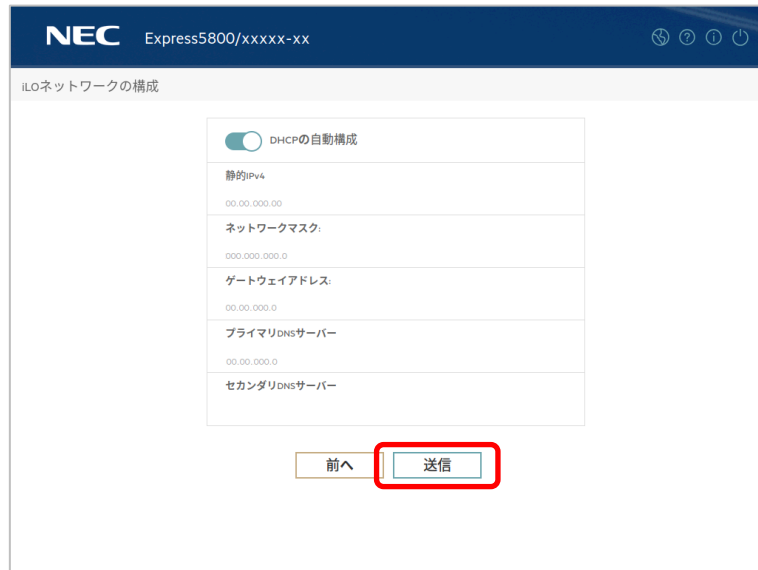 NEC Express5800/xxxxx-xx
iLOネットワークの構成
DHCPの自動構成
静的IPv4
00.00.000.00
ネットワークマスク:
000.000.000.0
ゲートウェイアドレス:
00.00.000.0
プライマリDNSサーバー
00.00.000.0
セカンダリDNSサーバー
前へ 送信